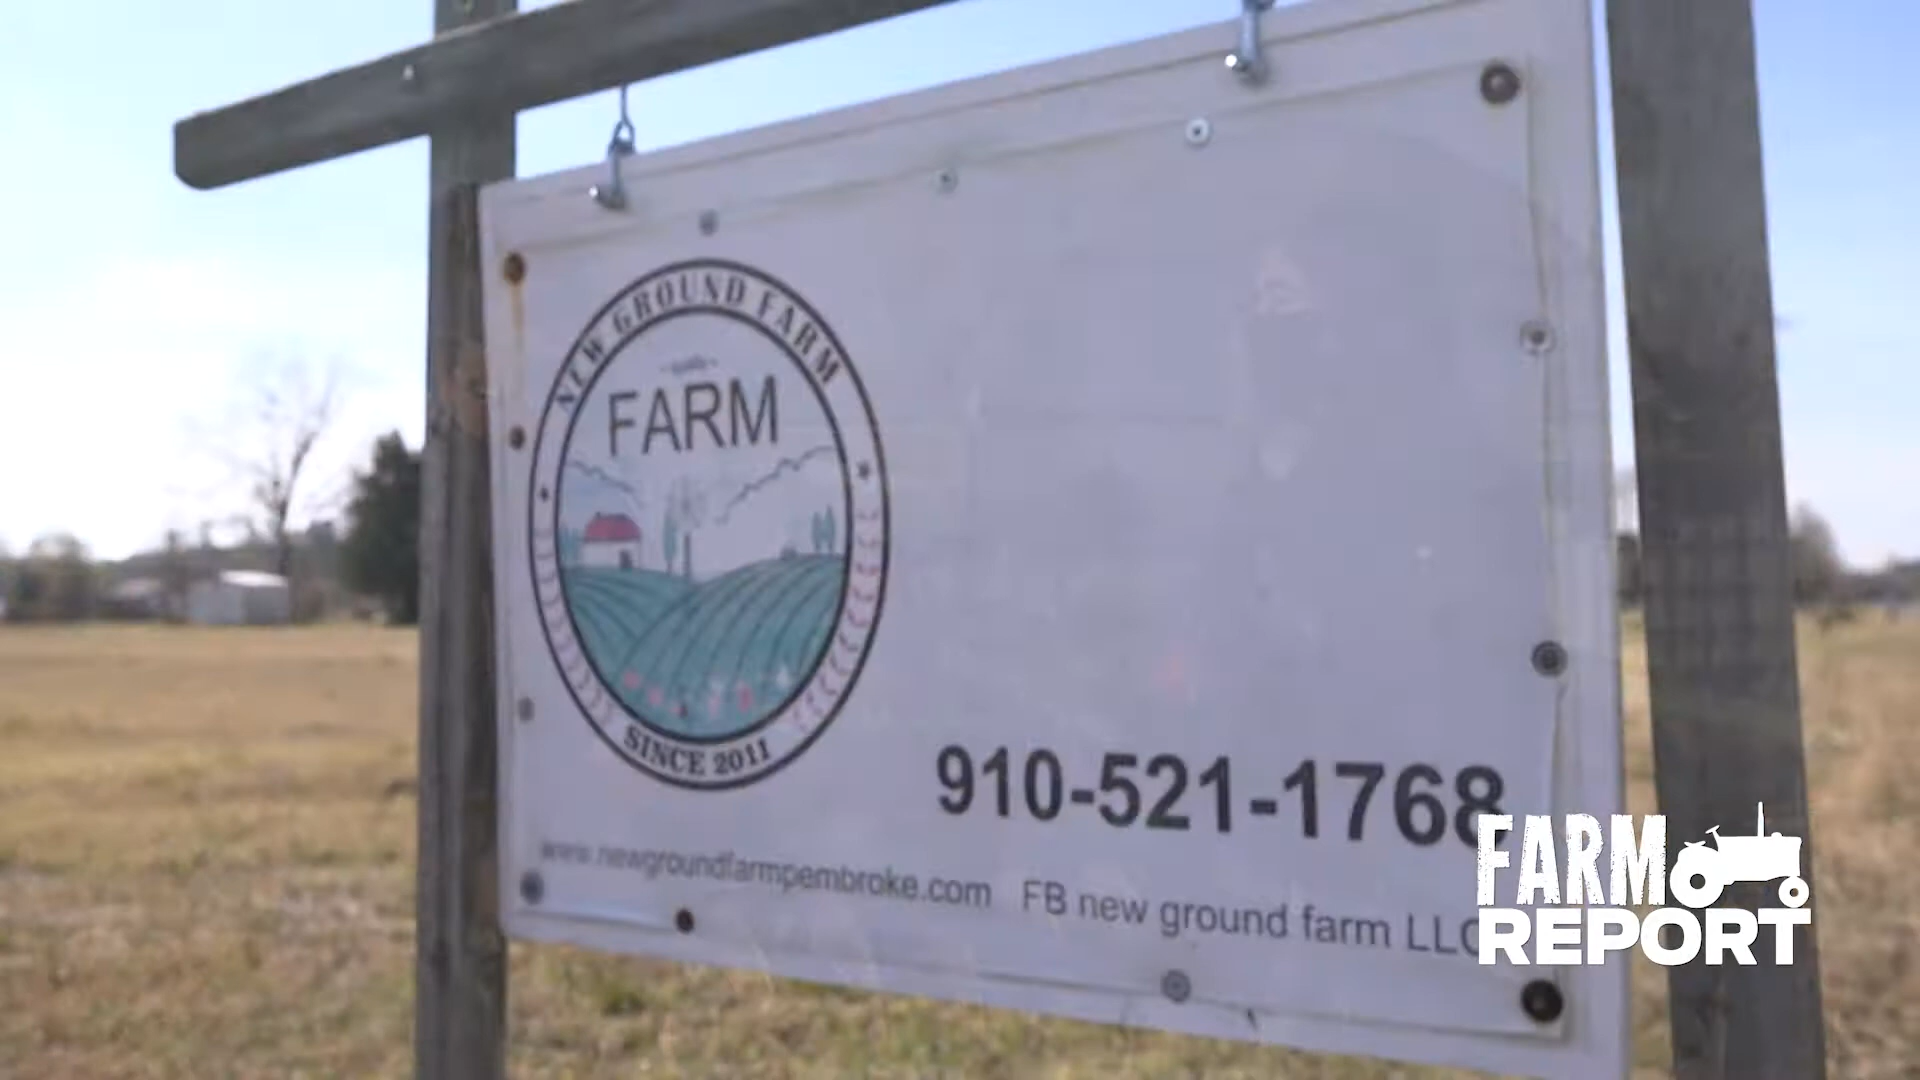 NEW GROUND FARM
FARM
SINCE 2011
910-521-1768
www.newgroundfarmpembroke.com FB new ground farm LLC
FARM
REPORT